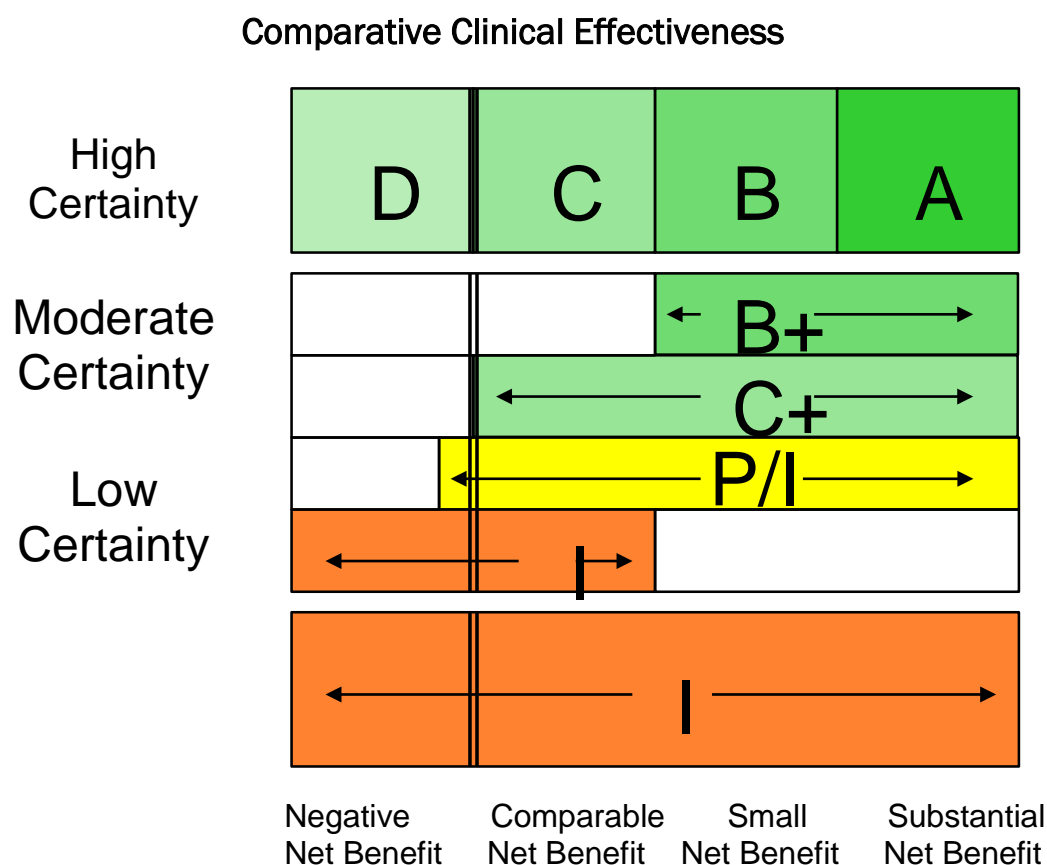 Comparative Clinical Effectiveness
High
Certainty
D C B A
Moderate
Certainty
B+
C+
Low
Certainty
P/I
I
I
Negative
Net Benefit
Comparable
Net Benefit
Small
Net Benefit
Substantial
Net Benefit